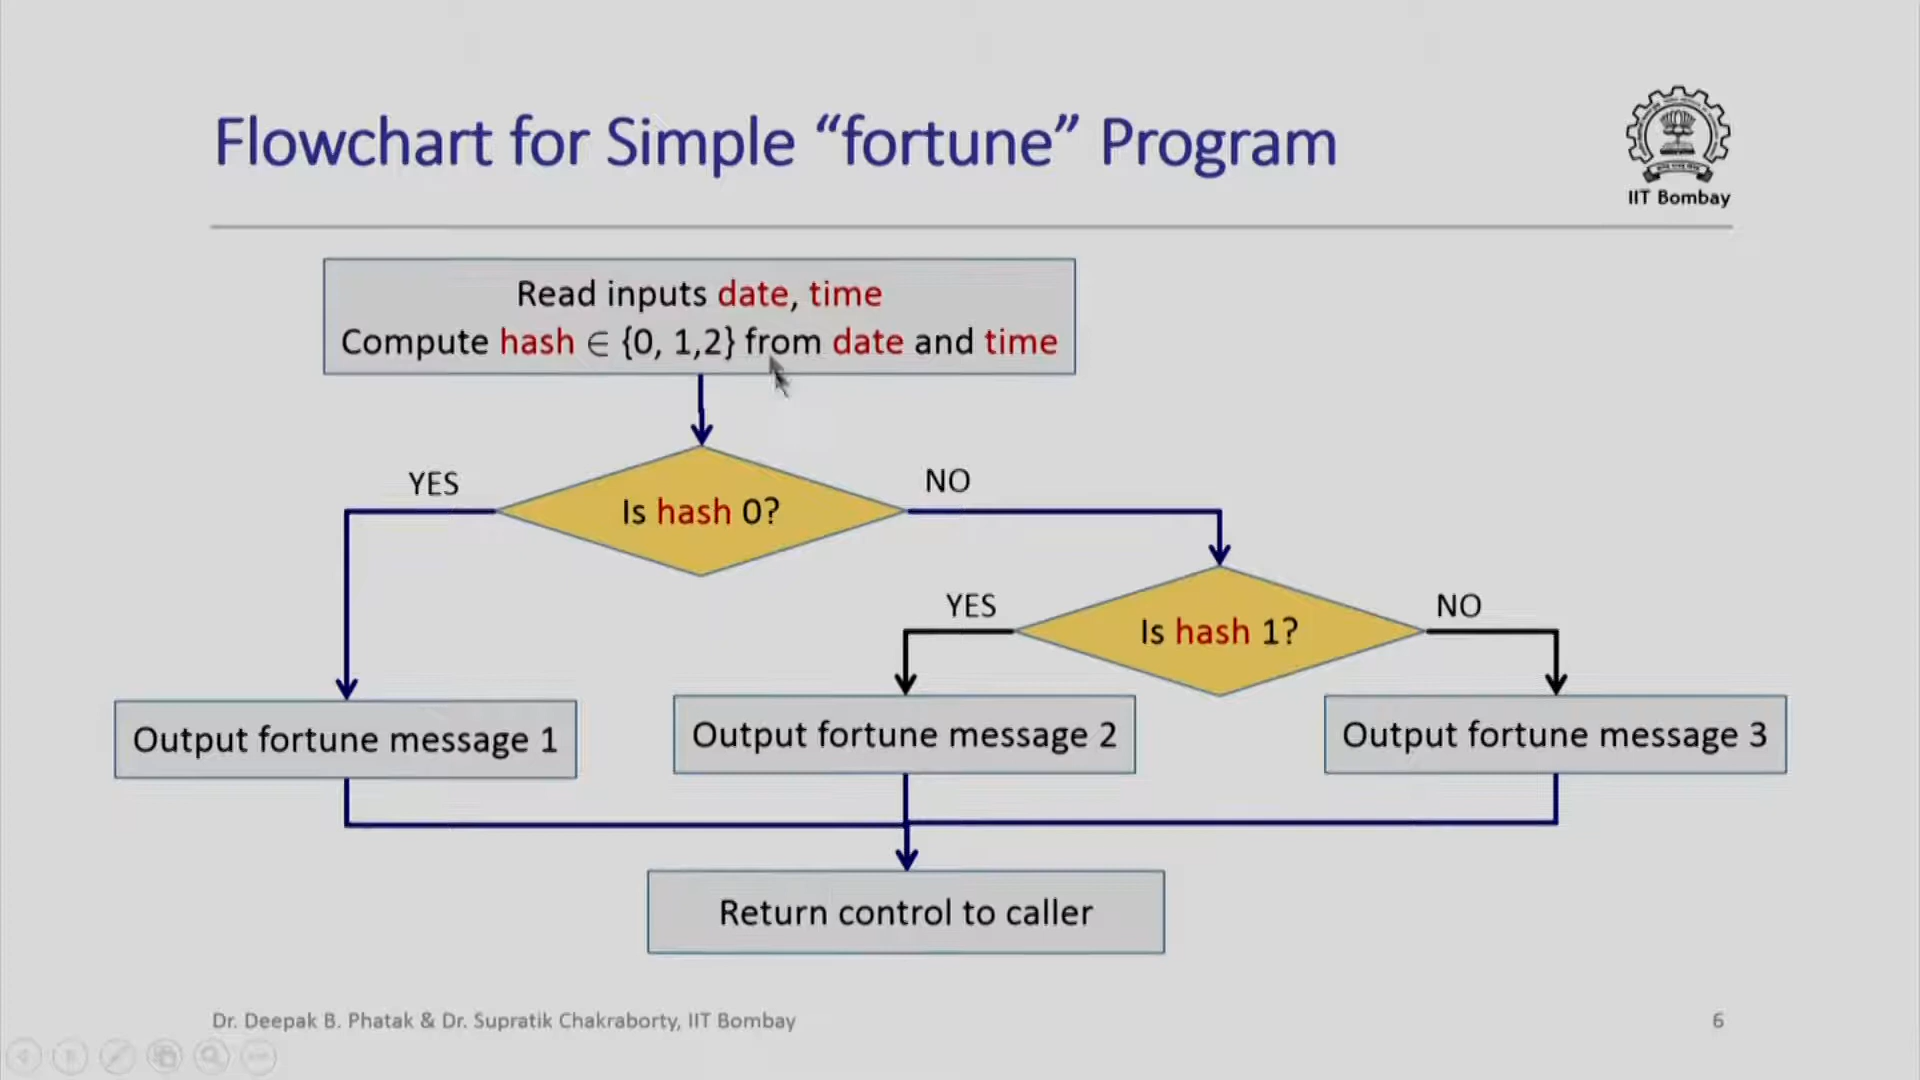 Flowchart for Simple “fortune” Program
IIT Bombay
Read inputs date, time
Compute hash ∈ {0, 1,2} from date and time
YES
Is hash 0?
NO
YES
Is hash 1?
NO
Output fortune message 1
Output fortune message 2
Output fortune message 3
Return control to caller
Dr. Deepak B. Phatak & Dr. Supratik Chakraborty, IIT Bombay
6